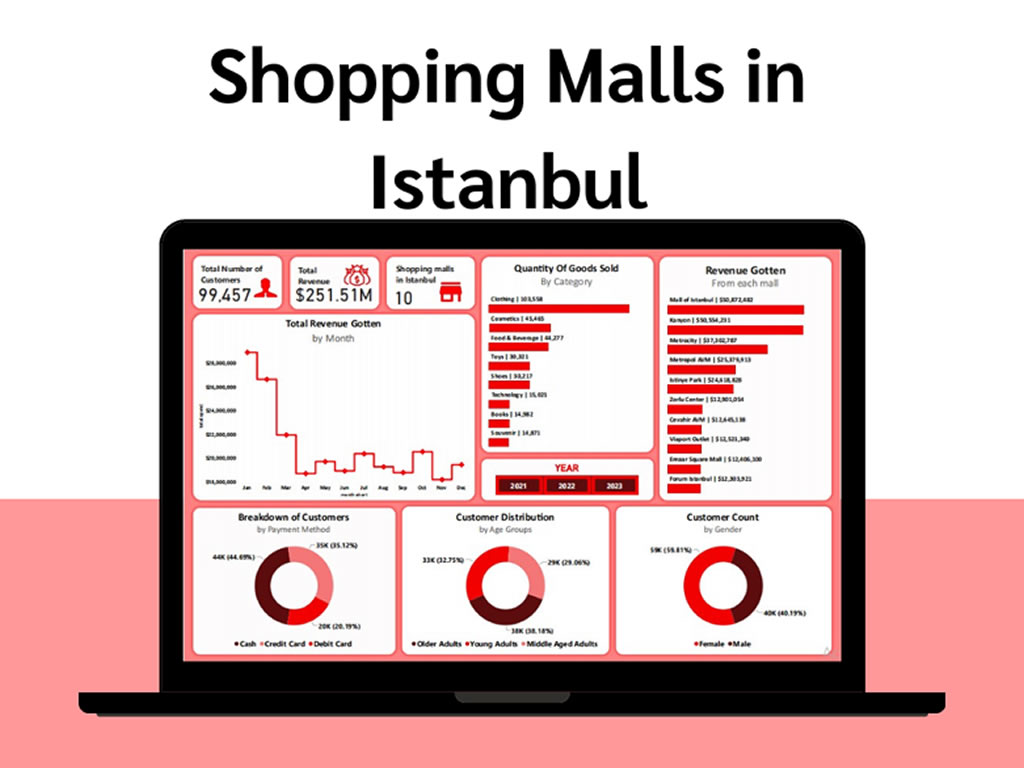 Shopping Malls in
Istanbul
Total Number of
Customers
99,457
Total
Revenue
$251.51M
Shopping malls
in Istanbul
10
Quantity Of Goods Sold
By Category
Clothing | 103,558
Cosmetics | 45,465
Food & Beverage | 44,277
Toys | 30,321
Shoes | 30,217
Technology | 15,021
Books | 14,982
Souvenir | 14,871
Revenue Gotten
From each mall
Mall of Istanbul | $50,872,482
Kanyon | $50,554,231
Metrocity | $37,302,787
Metropol AVM | $25,379,913
Istinye Park | $24,618,828
Zorlu Center | $12,901,054
Cevahir AVM | $12,645,138
Viaport Outlet | $12,521,340
Emaar Square Mall | $12,406,100
Forum Istanbul | $12,303,921
Total Revenue Gotten
by Month
$28,000,000
$26,000,000
$24,000,000
$22,000,000
$20,000,000
$18,000,000
Jan Feb Mar Apr May Jun Jul Aug Sep Oct Nov Dec
month short
YEAR
2021 2022 2023
Breakdown of Customers
by Payment Method
35K (35.12%)
44K (44.69%)
20K (20.19%)
Cash Credit Card Debit Card
Customer Distribution
by Age Groups
33K (32.75%)
29K (29.06%)
38K (38.18%)
Older Adults Young Adults Middle Aged Adults
Customer Count
by Gender
59K (59.81%)
40K (40.19%)
Female Male